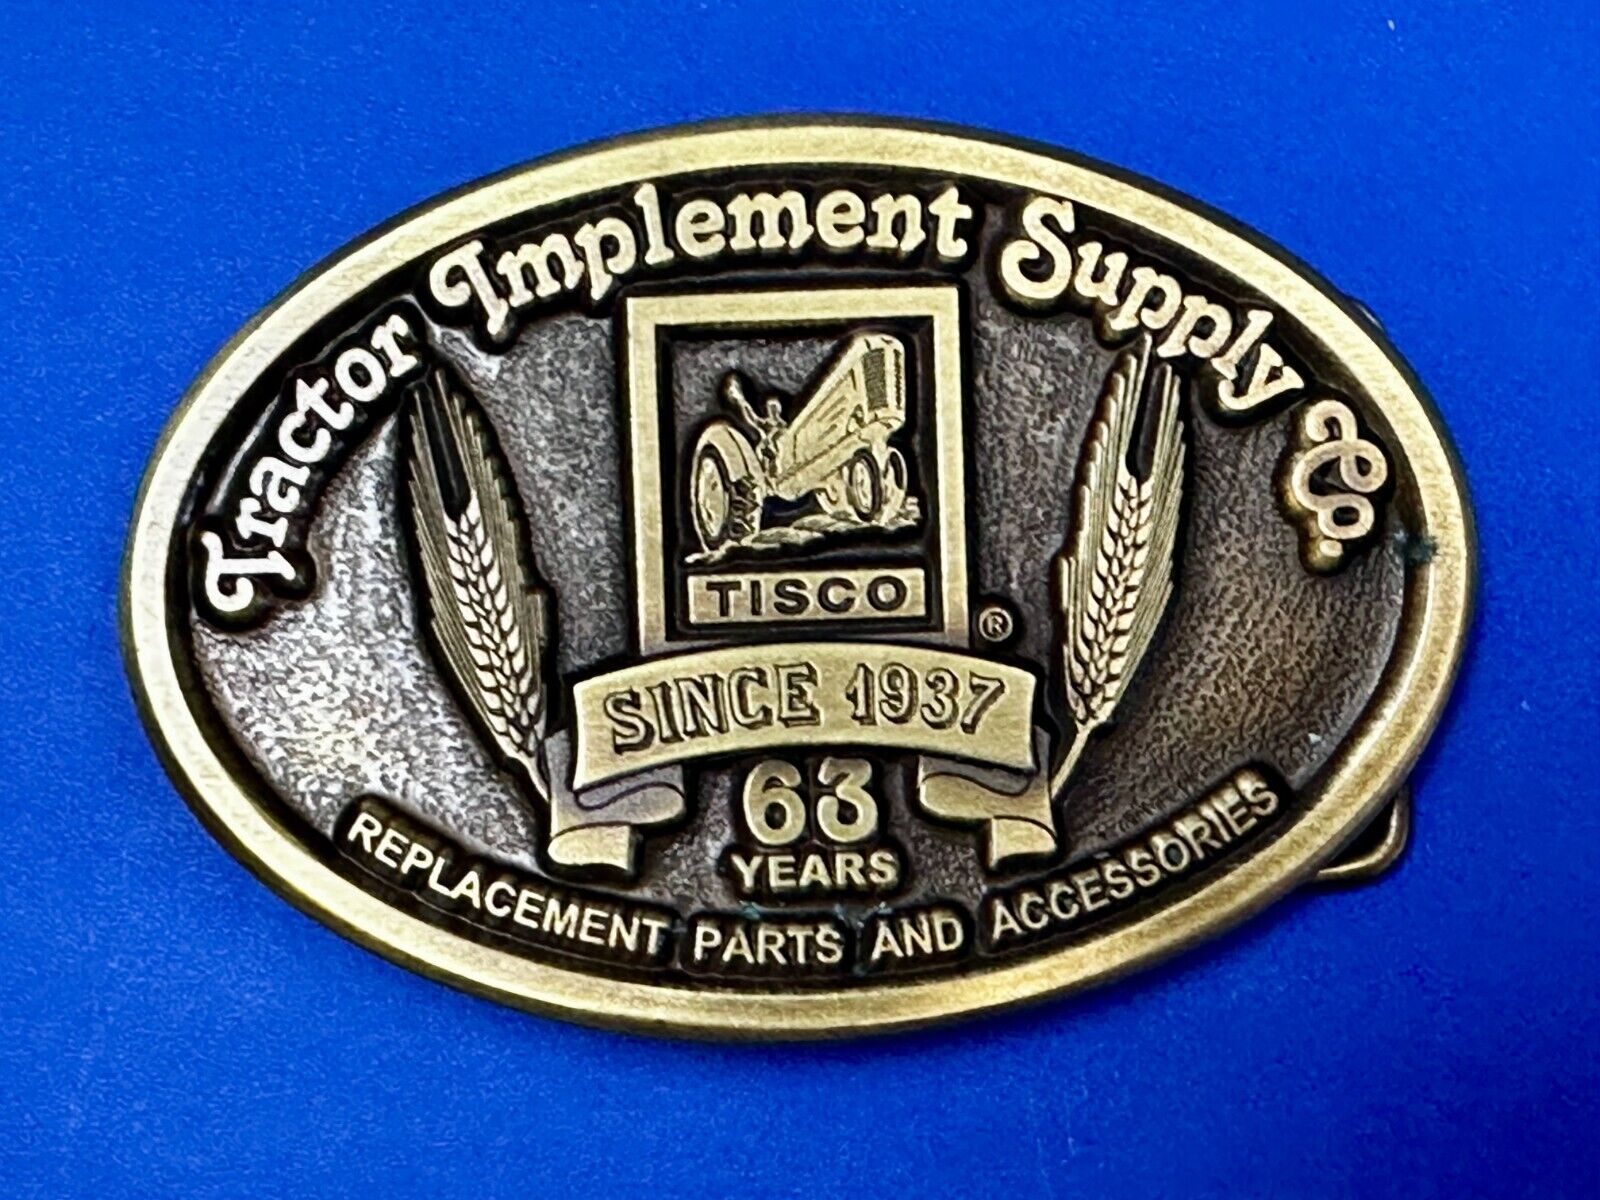 Tractor Implement Supply Co.
TISCO
®
SINCE 1937
63
YEARS
REPLACEMENT PARTS AND ACCESSORIES